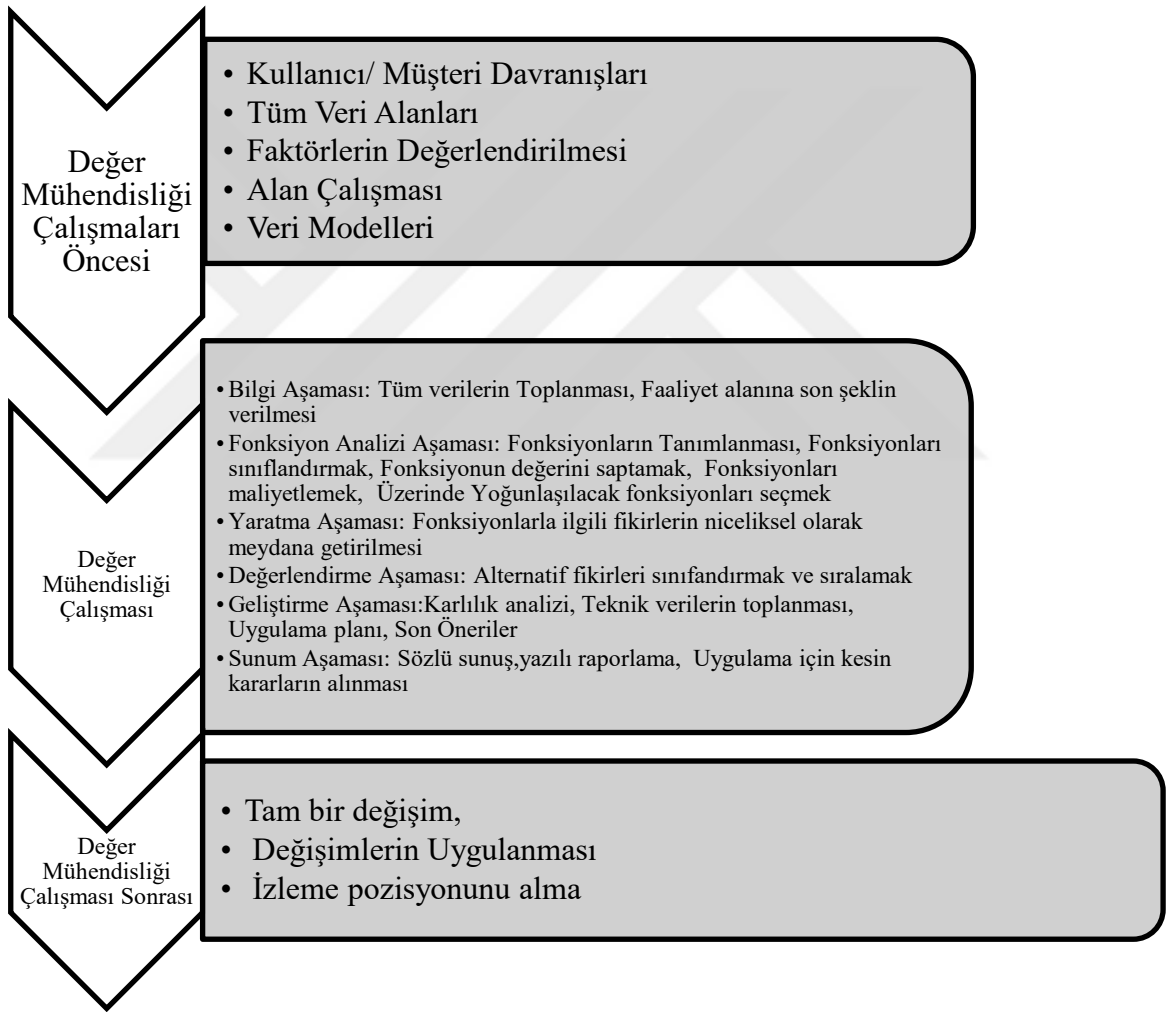 Değer
Mühendisliği
Çalışmaları
Öncesi
• Kullanıcı/ Müşteri Davranışları
• Tüm Veri Alanları
• Faktörlerin Değerlendirilmesi
• Alan Çalışması
• Veri Modelleri
Değer
Mühendisliği
Çalışması
• Bilgi Aşaması: Tüm verilerin Toplanması, Faaliyet alanına son şeklin
verilmesi
• Fonksiyon Analizi Aşaması: Fonksiyonların Tanımlanması, Fonksiyonları
sınıflandırmak, Fonksiyonun değerini saptamak, Fonksiyonları
maliyetlemek, Üzerinde Yoğunlaşılacak fonksiyonları seçmek
• Yaratma Aşaması: Fonksiyonlarla ilgili fikirlerin niceliksel olarak
meydana getirilmesi
• Değerlendirme Aşaması: Alternatif fikirleri sınıfandırmak ve sıralamak
• Geliştirme Aşaması:Karlılık analizi, Teknik verilerin toplanması,
Uygulama planı, Son Öneriler
• Sunum Aşaması: Sözlü sunuş,yazılı raporlama, Uygulama için kesin
kararların alınması
Değer
Mühendisliği
Çalışması Sonrası
• Tam bir değişim,
• Değişimlerin Uygulanması
• İzleme pozisyonunu alma